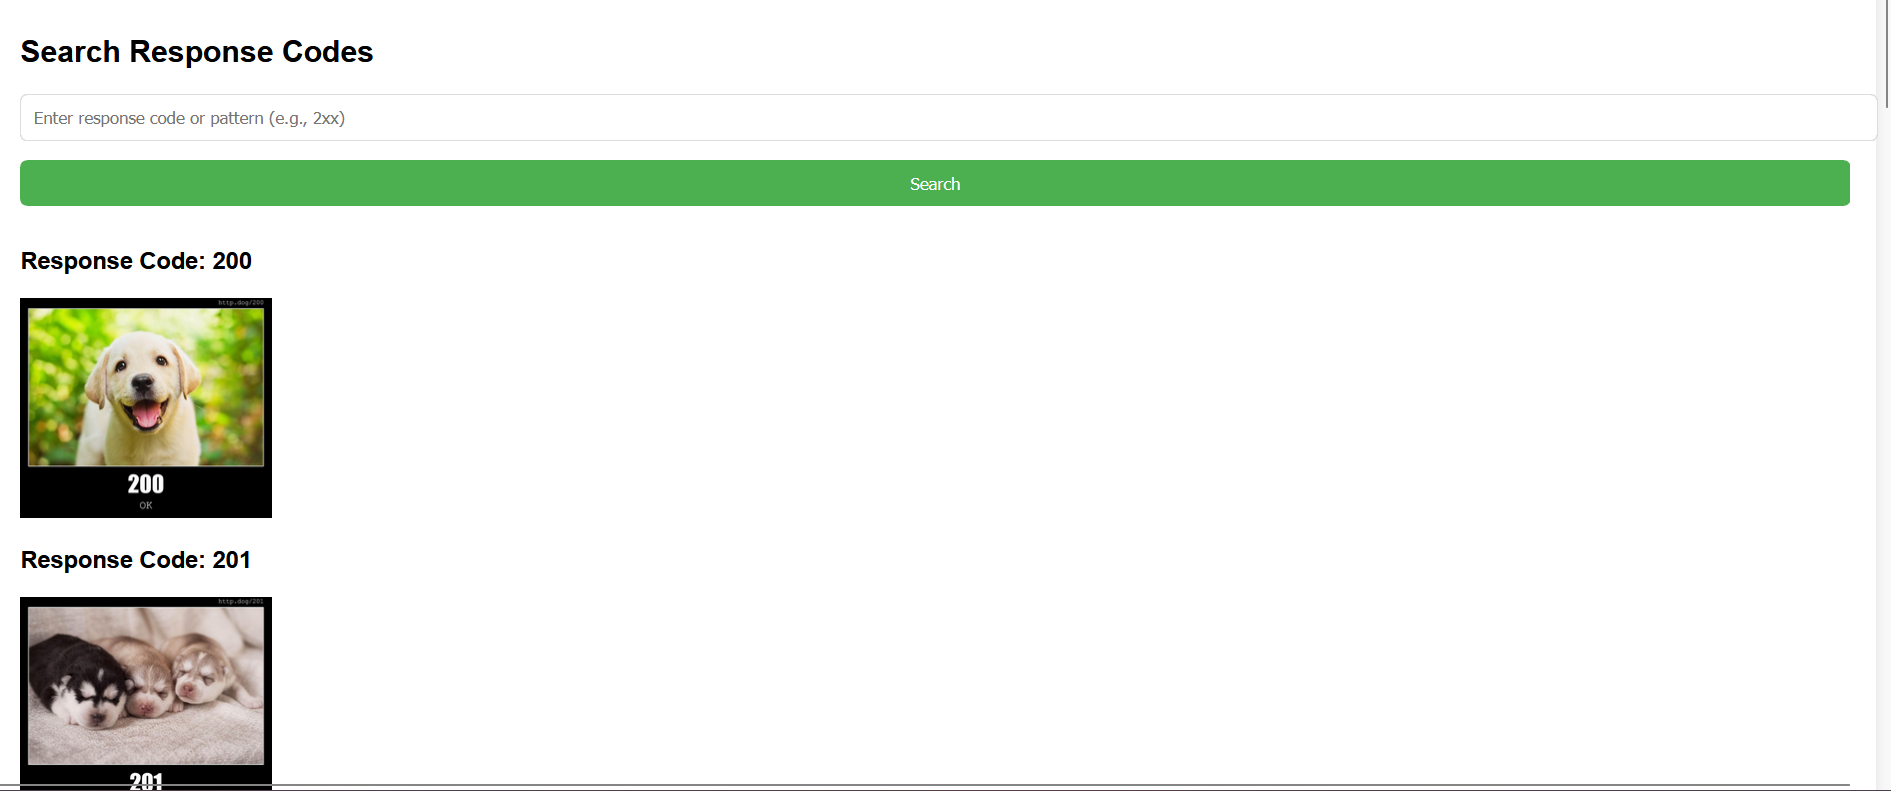 Search Response Codes
Enter response code or pattern (e.g., 2xx)
Search
Response Code: 200
http.dog/200
200
OK
Response Code: 201
http.dog/201
201